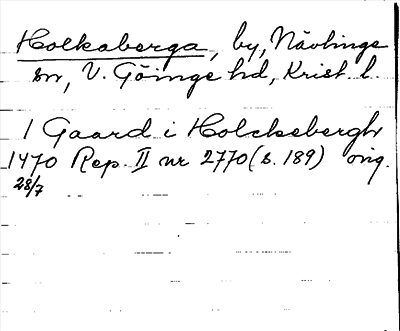 Holkaberga, by, Nävlinge
sn, V. Göinge hd, Krist. l.
1 Gaard i Holckebergh
1470 Rep. II nr 2770 (s. 189) orig.
28/7